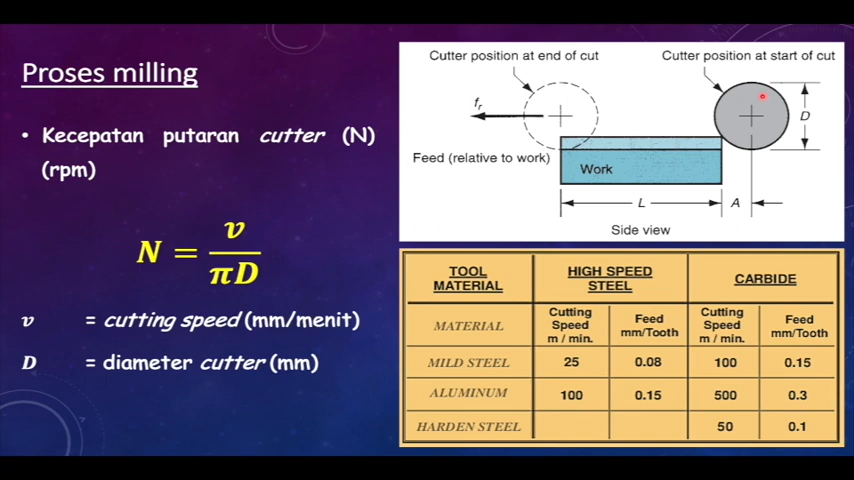 Proses milling
• Kecepatan putaran cutter (N)
(rpm)
N = v / πD
v = cutting speed (mm/menit)
D = diameter cutter (mm)
Cutter position at end of cut
Cutter position at start of cut
fr
D
Feed (relative to work)
Work
L
A
Side view
TOOL MATERIAL HIGH SPEED STEEL CARBIDE
MATERIAL Cutting Speed m / min. Feed mm/Tooth Cutting Speed m / min. Feed mm/Tooth
MILD STEEL 25 0.08 100 0.15
ALUMINUM 100 0.15 500 0.3
HARDEN STEEL 50 0.1